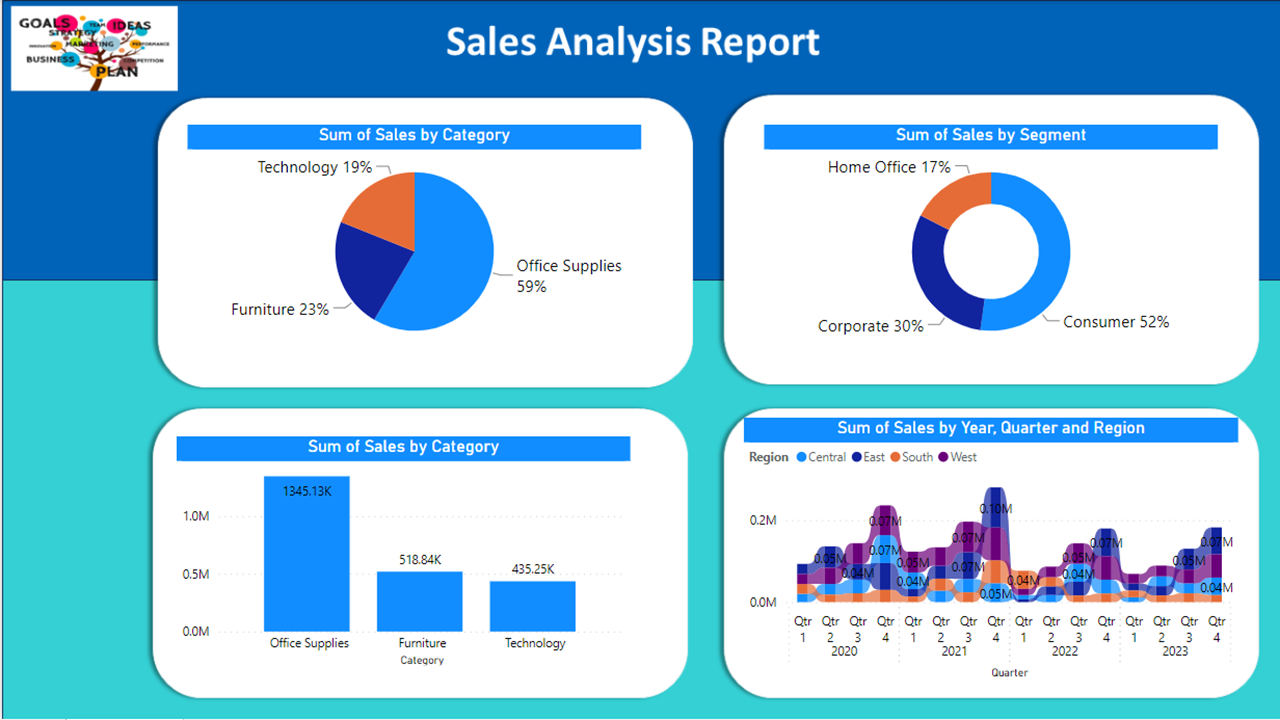 GOALS
TEAM
IDEAS
STRATEGY
INNOVATION
MARKETING
PERFORMANCE
BUSINESS
COMPETITION
PLAN
Sales Analysis Report
Sum of Sales by Category
Technology 19%
Office Supplies
59%
Furniture 23%
Sum of Sales by Segment
Home Office 17%
Corporate 30%
Consumer 52%
Sum of Sales by Category
1.0M
0.5M
0.0M
1345.13K
518.84K
435.25K
Office Supplies
Furniture
Technology
Category
Sum of Sales by Year, Quarter and Region
Region Central East South West
0.2M
0.0M
0.05M
0.04M
0.07M
0.07M
0.05M
0.04M
0.07M
0.07M
0.10M
0.05M
0.04M
0.05M
0.04M
0.07M
0.05M
0.07M
0.04M
Qtr Qtr Qtr Qtr Qtr Qtr Qtr Qtr Qtr Qtr Qtr Qtr Qtr Qtr Qtr Qtr
1 2 3 4 1 2 3 4 1 2 3 4 1 2 3 4
2020 2021 2022 2023
Quarter